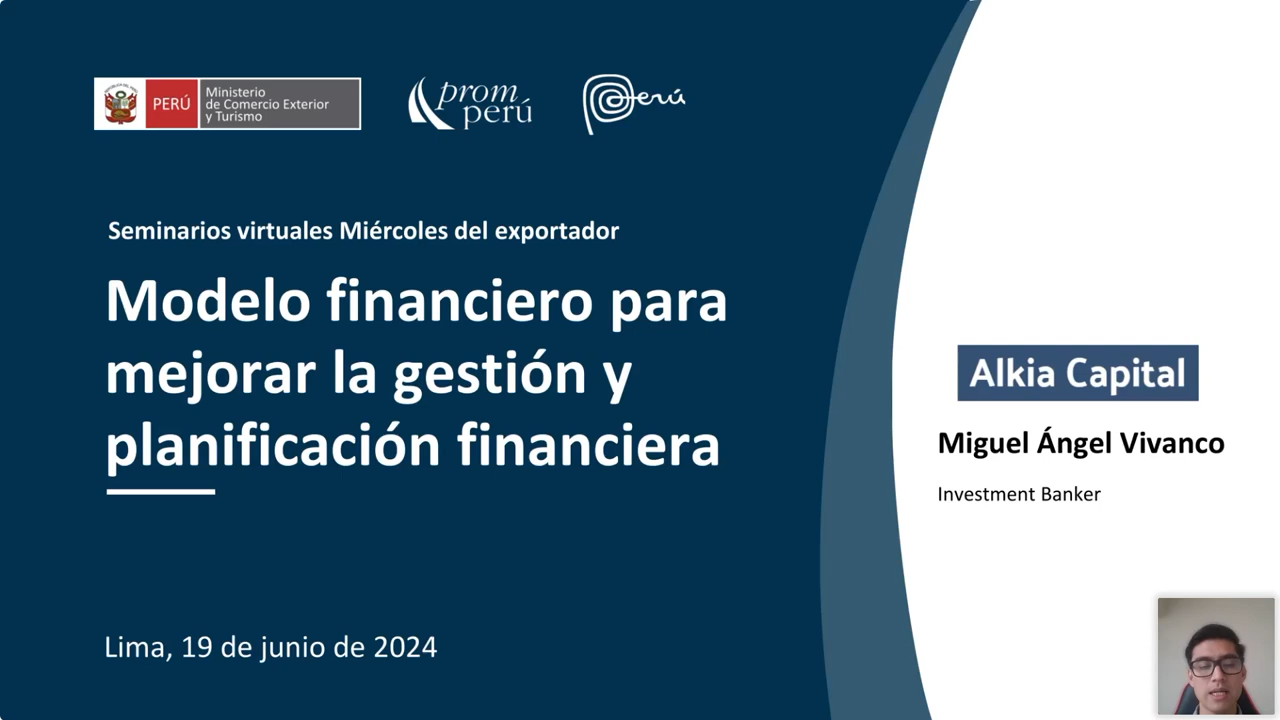 PERÚ
Ministerio
de Comercio Exterior
y Turismo
prom
perú
Perú
Seminarios virtuales Miércoles del exportador
Modelo financiero para
mejorar la gestión y
planificación financiera
Alkia Capital
Miguel Ángel Vivanco
Investment Banker
Lima, 19 de junio de 2024